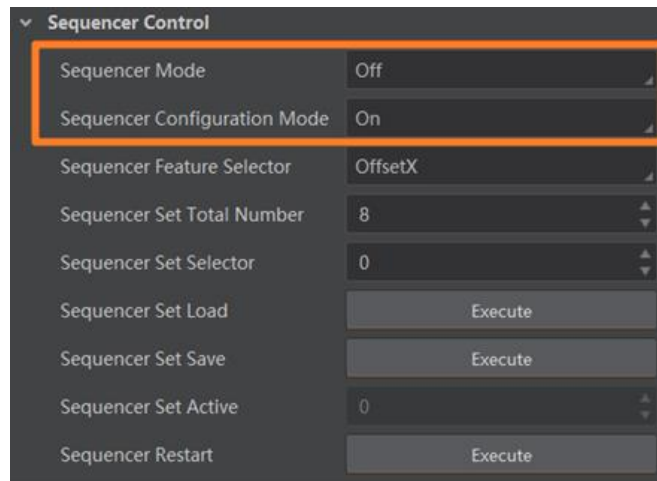 Sequencer Control
Sequencer Mode Off
Sequencer Configuration Mode On
Sequencer Feature Selector OffsetX
Sequencer Set Total Number 8
Sequencer Set Selector 0
Sequencer Set Load Execute
Sequencer Set Save Execute
Sequencer Set Active 0
Sequencer Restart Execute